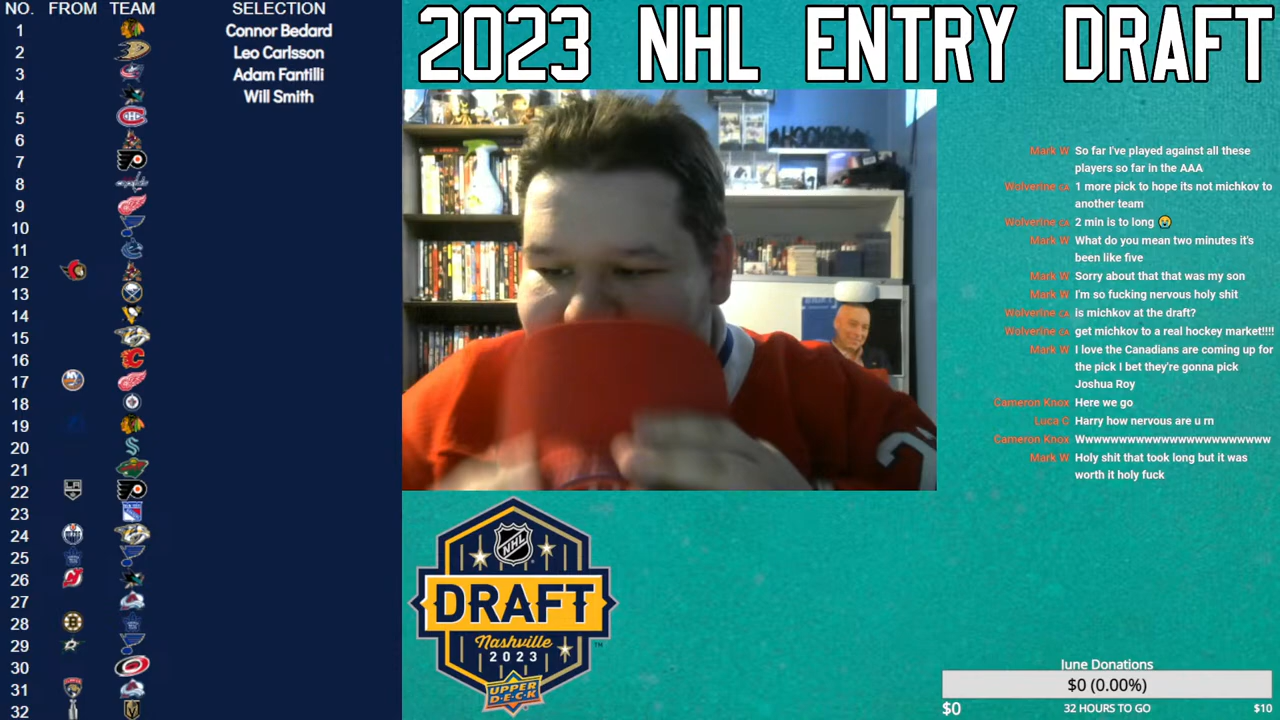 NO. FROM TEAM SELECTION
1 Connor Bedard
2 Leo Carlsson
3 Adam Fantilli
4 Will Smith
5
6
7
8
9
10
11
12
13
14
15
16
17
18
19
20
21
22
23
24
25
26
27
28
29
30
31
32
2023 NHL ENTRY DRAFT
HOCKEY
Mark W So far I've played against all these
players so far in the AAA
Wolverine cx 1 more pick to hope its not michkov to
another team
Wolverine cx 2 min is to long 😭
Mark W What do you mean two minutes it's
been like five
Mark W Sorry about that that was my son
Mark W I'm so fucking nervous holy shit
Wolverine cx is michkov at the draft?
Wolverine cx get michkov to a real hockey market!!!!
Mark W I love the Canadians are coming up for
the pick I bet they're gonna pick
Joshua Roy
Cameron Knox Here we go
Luca C Harry how nervous are u rn
Cameron Knox Wwwwwwwwwwwwwwwwwwwwwww
Mark W Holy shit that took long but it was
worth it holy fuck
NHL
DRAFT
TM
Nashville
2023
UPPER
DECK
June Donations
$0 (0.00%)
$0 32 HOURS TO GO $10